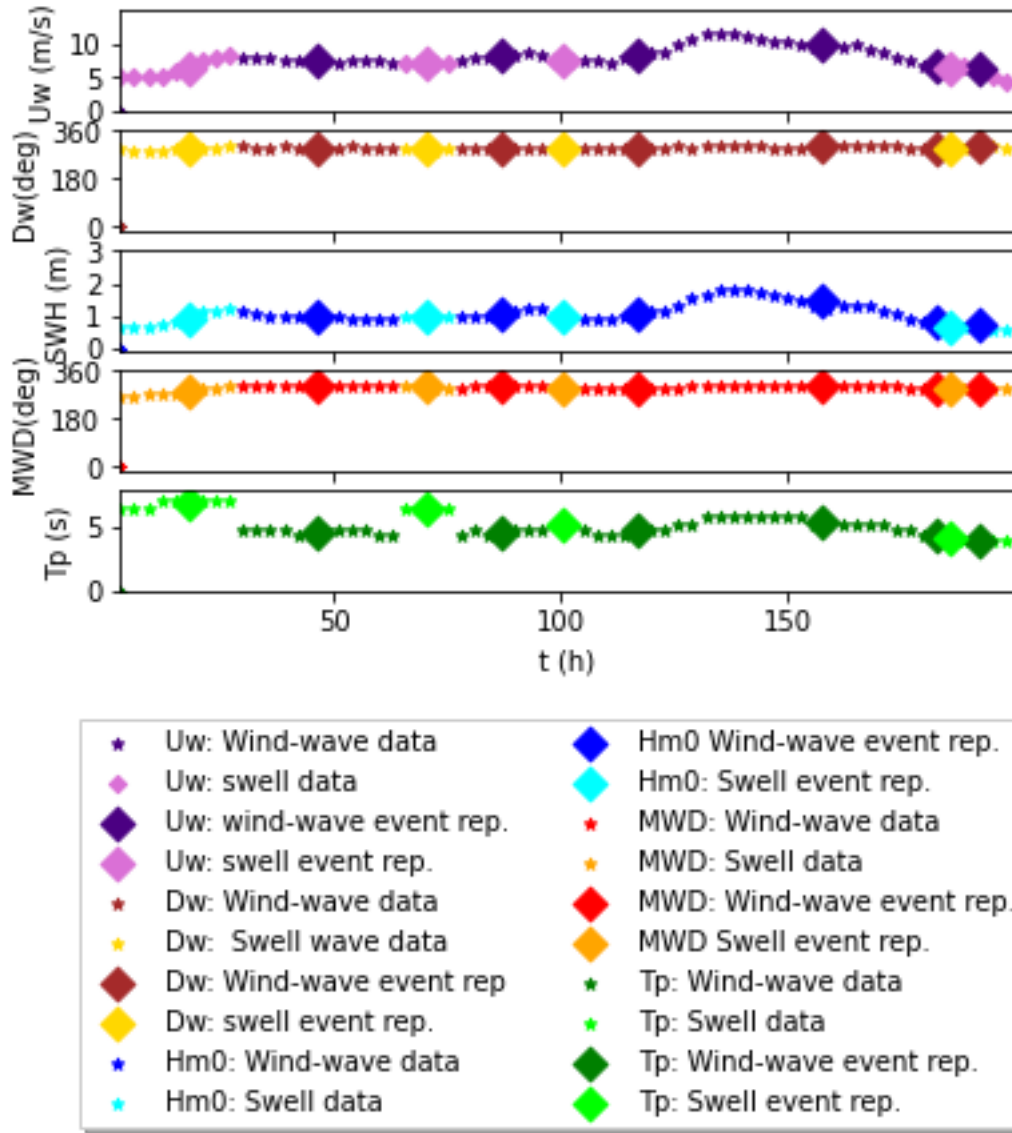 Uw (m/s)
10
5
0
Dw(deg)
360
180
0
SWH (m)
3
2
1
0
MWD(deg)
360
180
0
Tp (s)
5
0
50 100 150
t (h)
Uw: Wind-wave data
Uw: swell data
Uw: wind-wave event rep.
Uw: swell event rep.
Dw: Wind-wave data
Dw:  Swell wave data
Dw: Wind-wave event rep
Dw: swell event rep.
Hm0: Wind-wave data
Hm0: Swell data
Hm0 Wind-wave event rep.
Hm0: Swell event rep.
MWD: Wind-wave data
MWD: Swell data
MWD: Wind-wave event rep.
MWD Swell event rep.
Tp: Wind-wave data
Tp: Swell data
Tp: Wind-wave event rep.
Tp: Swell event rep.